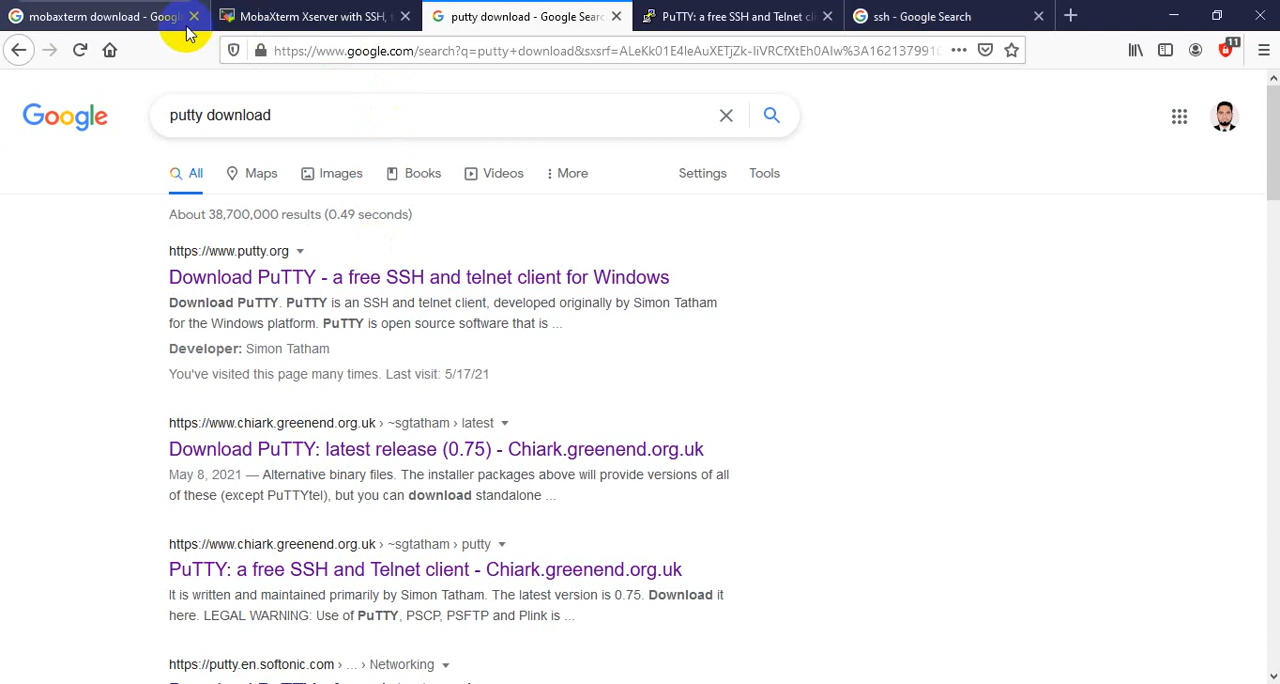 mobaxterm download - Goog
MobaXterm Xserver with SSH,
putty download - Google Searc
PuTTY: a free SSH and Telnet cli
ssh - Google Search
https://www.google.com/search?q=putty+download&sxsrf=ALeKk01E4leAuXETjZk-IiVRCfXtEh0AIw%3A162137991
11
Google
putty download
All
Maps
Images
Books
Videos
More
Settings
Tools
About 38,700,000 results (0.49 seconds)
https://www.putty.org
Download PuTTY - a free SSH and telnet client for Windows
Download PuTTY. PuTTY is an SSH and telnet client, developed originally by Simon Tatham
for the Windows platform. PuTTY is open source software that is ...
Developer: Simon Tatham
You've visited this page many times. Last visit: 5/17/21
https://www.chiark.greenend.org.uk › ~sgtatham › latest
Download PuTTY: latest release (0.75) - Chiark.greenend.org.uk
May 8, 2021 — Alternative binary files. The installer packages above will provide versions of all
of these (except PuTTYtel), but you can download standalone ...
https://www.chiark.greenend.org.uk › ~sgtatham › putty
PuTTY: a free SSH and Telnet client - Chiark.greenend.org.uk
It is written and maintained primarily by Simon Tatham. The latest version is 0.75. Download it
here. LEGAL WARNING: Use of PuTTY, PSCP, PSFTP and Plink is ...
https://putty.en.softonic.com › ... › Networking